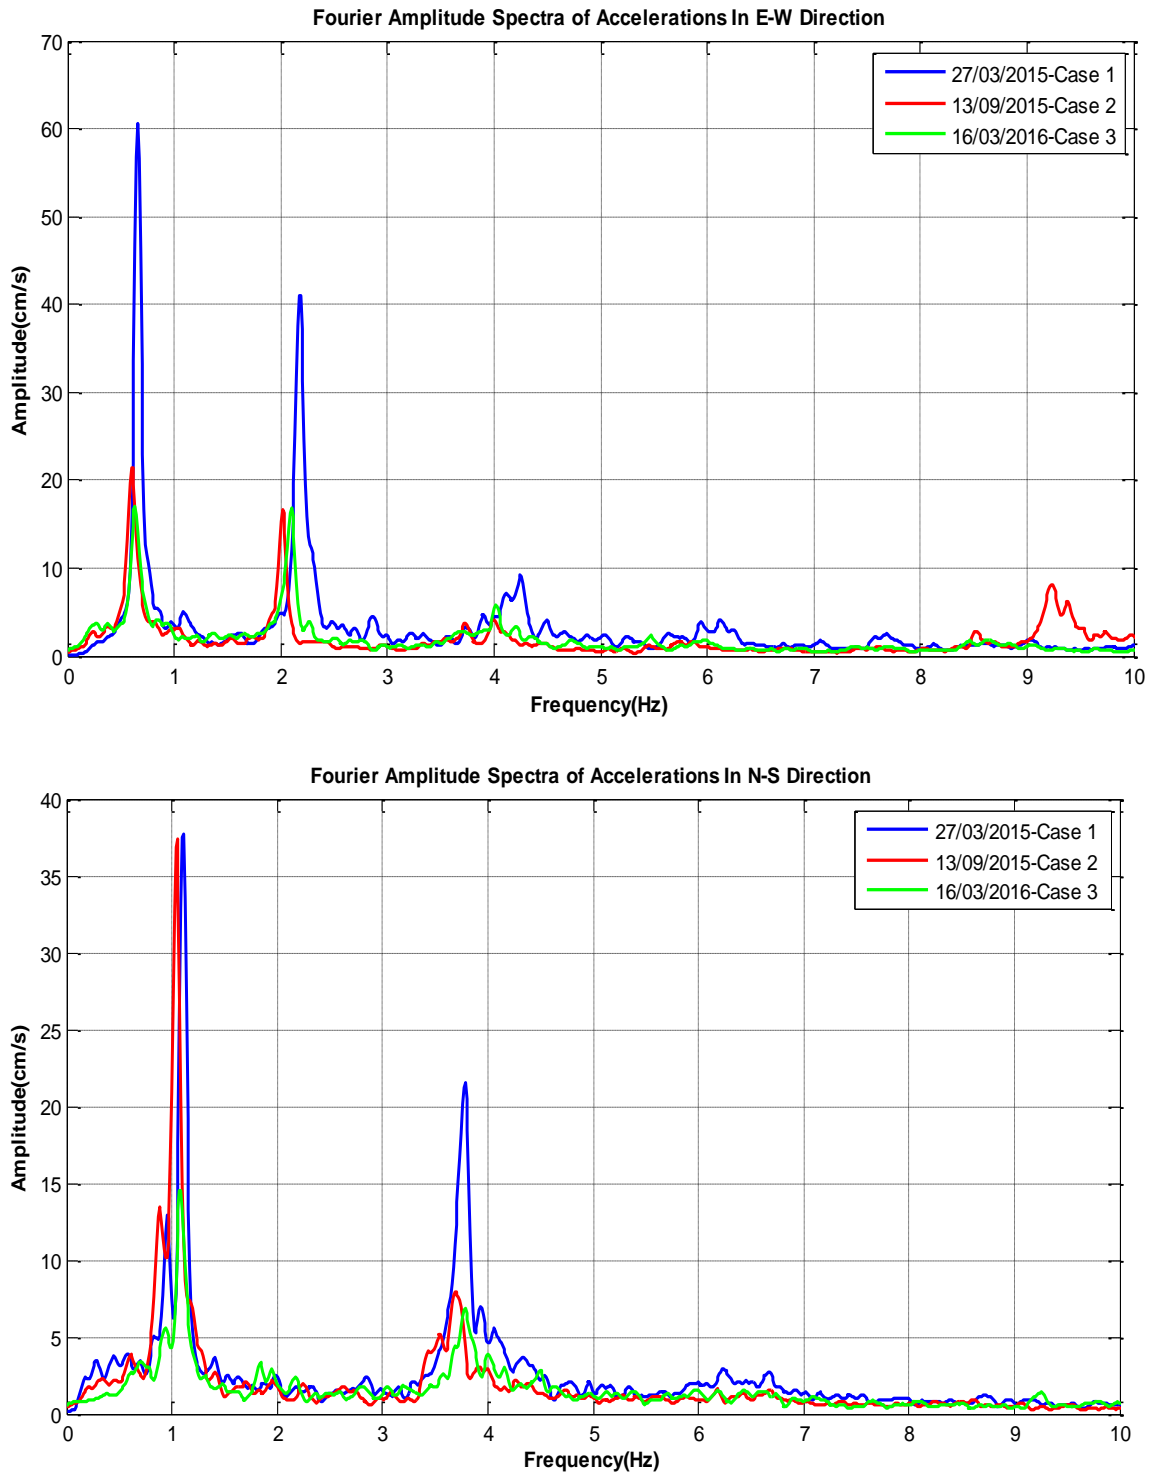 Fourier Amplitude Spectra of Accelerations In E-W Direction
70
60
50
40
30
20
10
0
Amplitude(cm/s)
27/03/2015-Case 1
13/09/2015-Case 2
16/03/2016-Case 3
0 1 2 3 4 5 6 7 8 9 10
Frequency(Hz)
Fourier Amplitude Spectra of Accelerations In N-S Direction
40
35
30
25
20
15
10
5
0
Amplitude(cm/s)
27/03/2015-Case 1
13/09/2015-Case 2
16/03/2016-Case 3
0 1 2 3 4 5 6 7 8 9 10
Frequency(Hz)